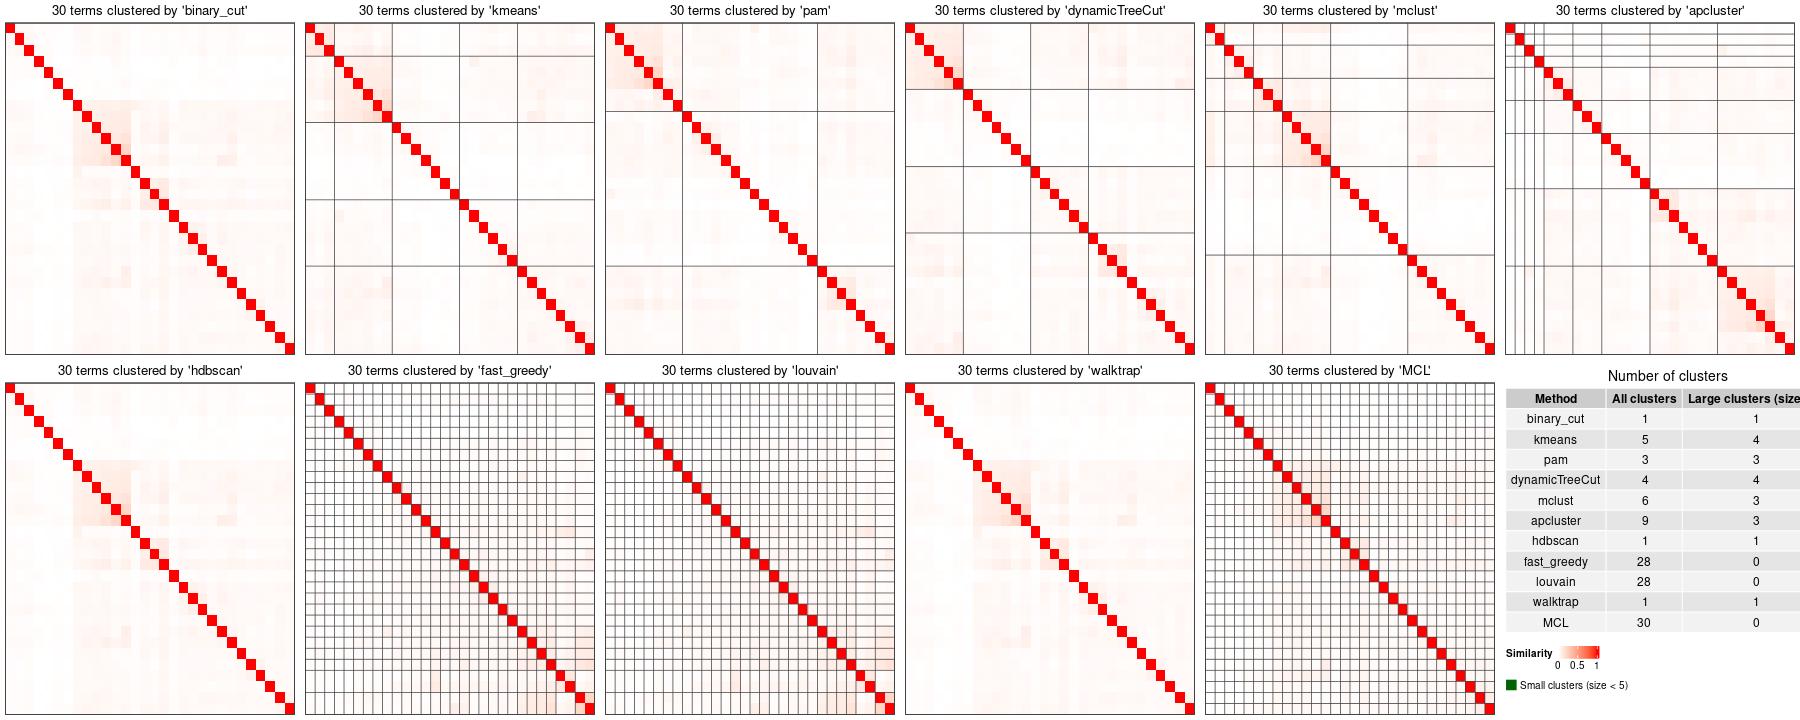 30 terms clustered by 'binary_cut'
30 terms clustered by 'kmeans'
30 terms clustered by 'pam'
30 terms clustered by 'dynamicTreeCut'
30 terms clustered by 'mclust'
30 terms clustered by 'apcluster'
30 terms clustered by 'hdbscan'
30 terms clustered by 'fast_greedy'
30 terms clustered by 'louvain'
30 terms clustered by 'walktrap'
30 terms clustered by 'MCL'
Number of clusters
Method All clusters Large clusters (size
binary_cut 1 1
kmeans 5 4
pam 3 3
dynamicTreeCut 4 4
mclust 6 3
apcluster 9 3
hdbscan 1 1
fast_greedy 28 0
louvain 28 0
walktrap 1 1
MCL 30 0
Similarity
0 0.5 1
Small clusters (size < 5)